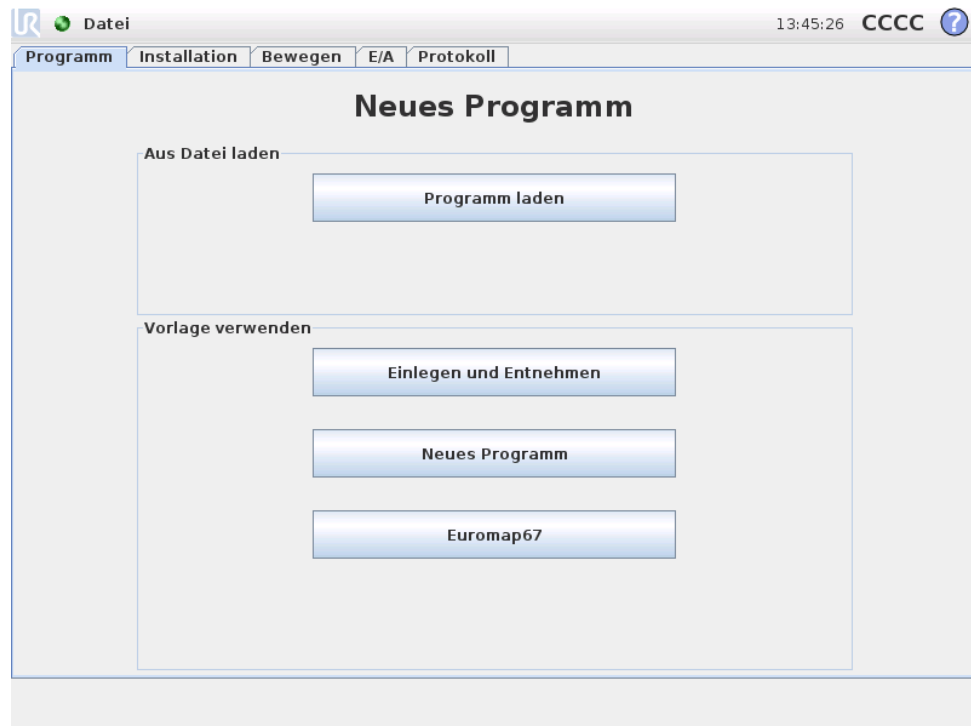 UR Datei 13:45:26 CCCC ?
Programm Installation Bewegen E/A Protokoll
Neues Programm
Aus Datei laden
Programm laden
Vorlage verwenden
Einlegen und Entnehmen
Neues Programm
Euromap67